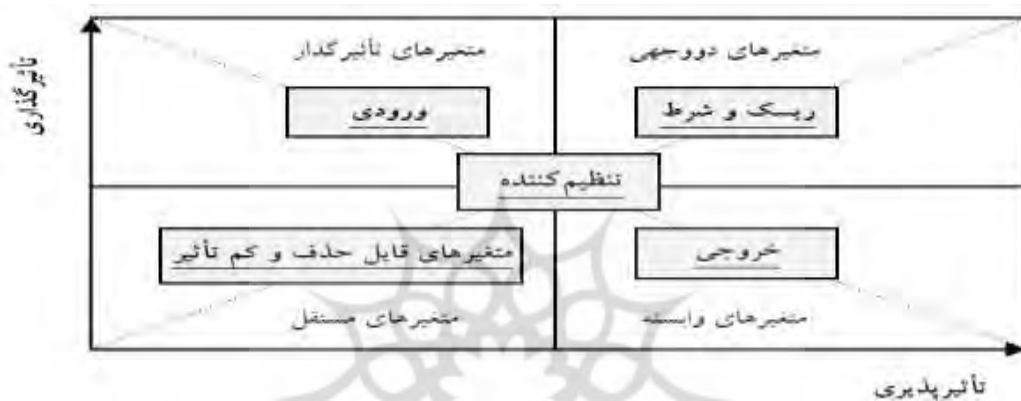 متغیرهای دووجهی
متغیرهای تأثیرگذار
تأثیرگذاری
ریسک و شرط
ورودی
تنظیم‌کننده
خروجی
متغیرهای قابل حذف و کم تأثیر
متغیرهای وابسته
متغیرهای مستقل
تأثیرپذیری